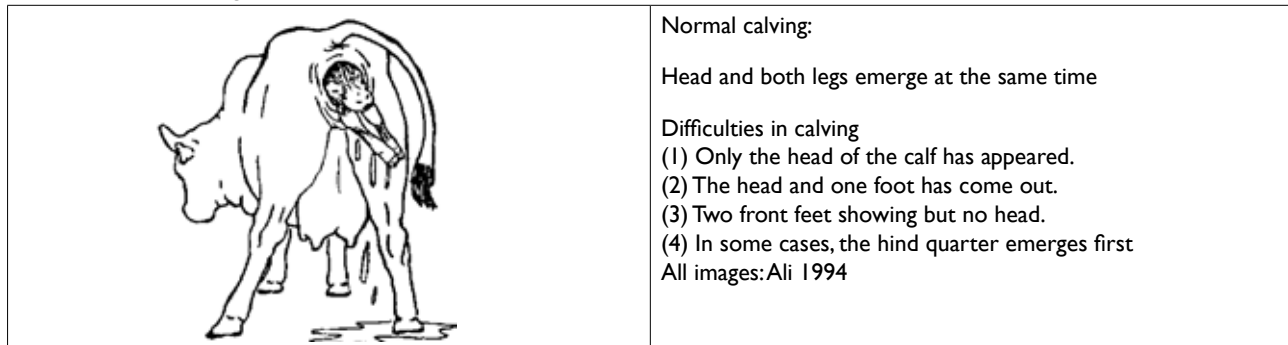 Normal calving:
Head and both legs emerge at the same time
Difficulties in calving
(1) Only the head of the calf has appeared.
(2) The head and one foot has come out.
(3) Two front feet showing but no head.
(4) In some cases, the hind quarter emerges first
All images: Ali 1994